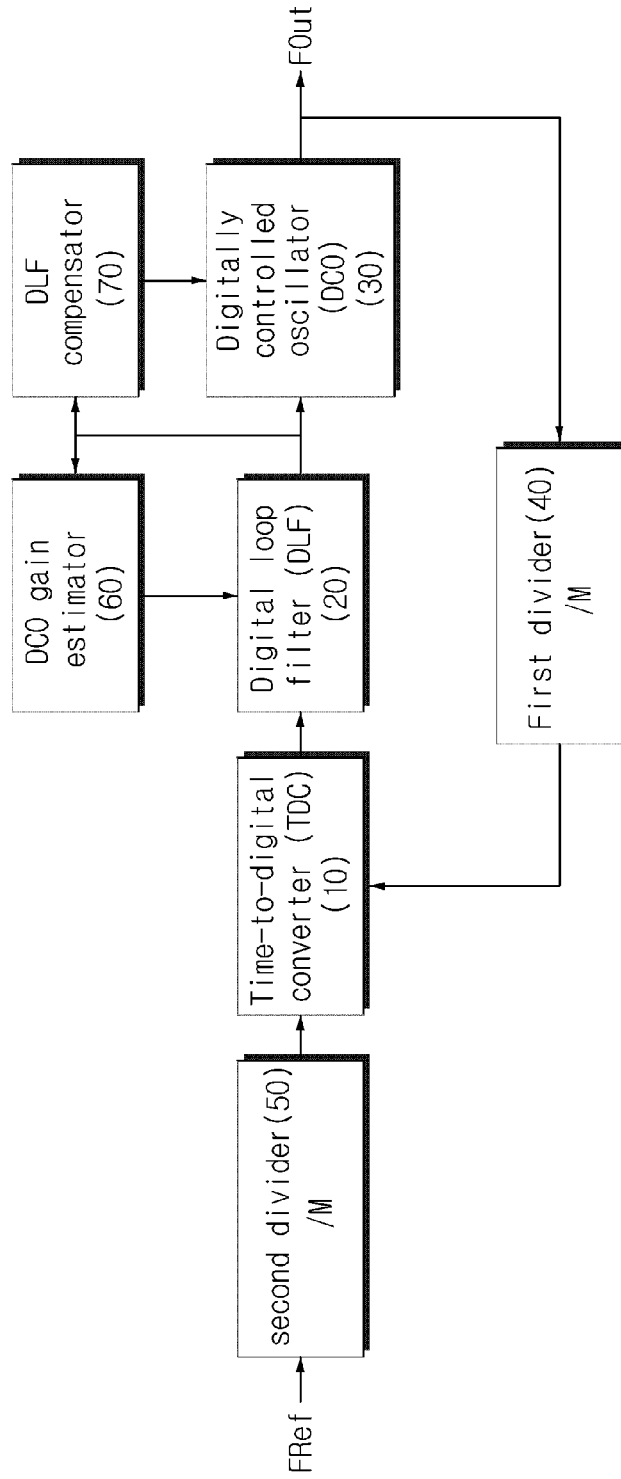 FRef
second divider(50)
/M
Time-to-digital
converter (TDC)
(10)
DCO gain
estimator
(60)
Digital loop
filter (DLF)
(20)
DLF
compensator
(70)
Digitally
controlled
oscillator
(DCO)
(30)
FOut
First divider(40)
/M